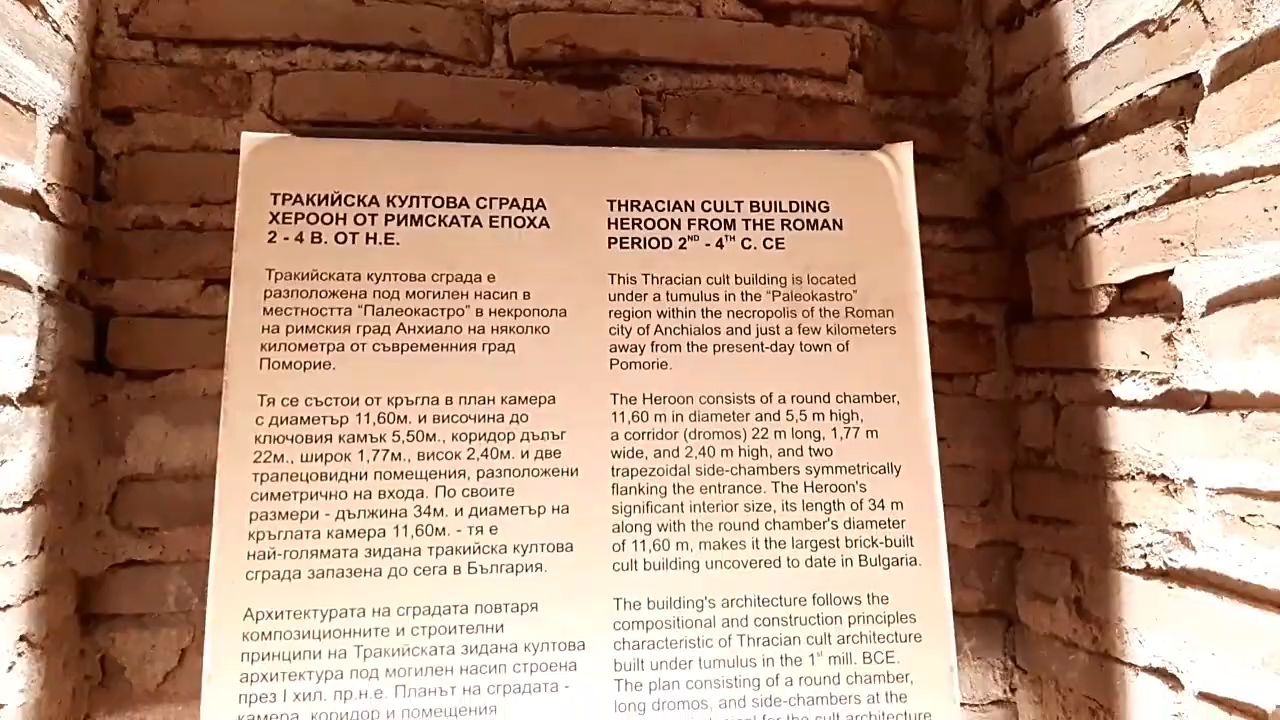 ТРАКИЙСКА КУЛТОВА СГРАДА
ХЕРООН ОТ РИМСКАТА ЕПОХА
2 - 4 В. ОТ Н.Е.
Тракийската култова сграда е
разположена под могилен насип в
местността “Палеокастро” в некропола
на римския град Анхиало на няколко
километра от съвременния град
Поморие.
Тя се състои от кръгла в план камера
с диаметър 11,60м. и височина до
ключовия камък 5,50м., коридор дълъг
22м., широк 1,77м., висок 2,40м. и две
трапецовидни помещения, разположени
симетрично на входа. По своите
размери - дължина 34м. и диаметър на
кръглата камера 11,60м. - тя е
най-голямата зидана тракийска култова
сграда запазена до сега в България.
Архитектурата на сградата повтаря
композиционните и строителни
принципи на Тракийската зидана култова
архитектура под могилен насип строена
през I хил. пр.н.е. Планът на сградата -
камера, коридор и помещения
THRACIAN CULT BUILDING
HEROON FROM THE ROMAN
PERIOD 2ND - 4TH C. CE
This Thracian cult building is located
under a tumulus in the “Paleokastro”
region within the necropolis of the Roman
city of Anchialos and just a few kilometers
away from the present-day town of
Pomorie.
The Heroon consists of a round chamber,
11,60 m in diameter and 5,5 m high,
a corridor (dromos) 22 m long, 1,77 m
wide, and 2,40 m high, and two
trapezoidal side-chambers symmetrically
flanking the entrance. The Heroon's
significant interior size, its length of 34 m
along with the round chamber's diameter
of 11,60 m, makes it the largest brick-built
cult building uncovered to date in Bulgaria.
The building's architecture follows the
compositional and construction principles
characteristic of Thracian cult architecture
built under tumulus in the 1st mill. BCE.
The plan consisting of a round chamber,
long dromos, and side-chambers at the
for the cult architecture